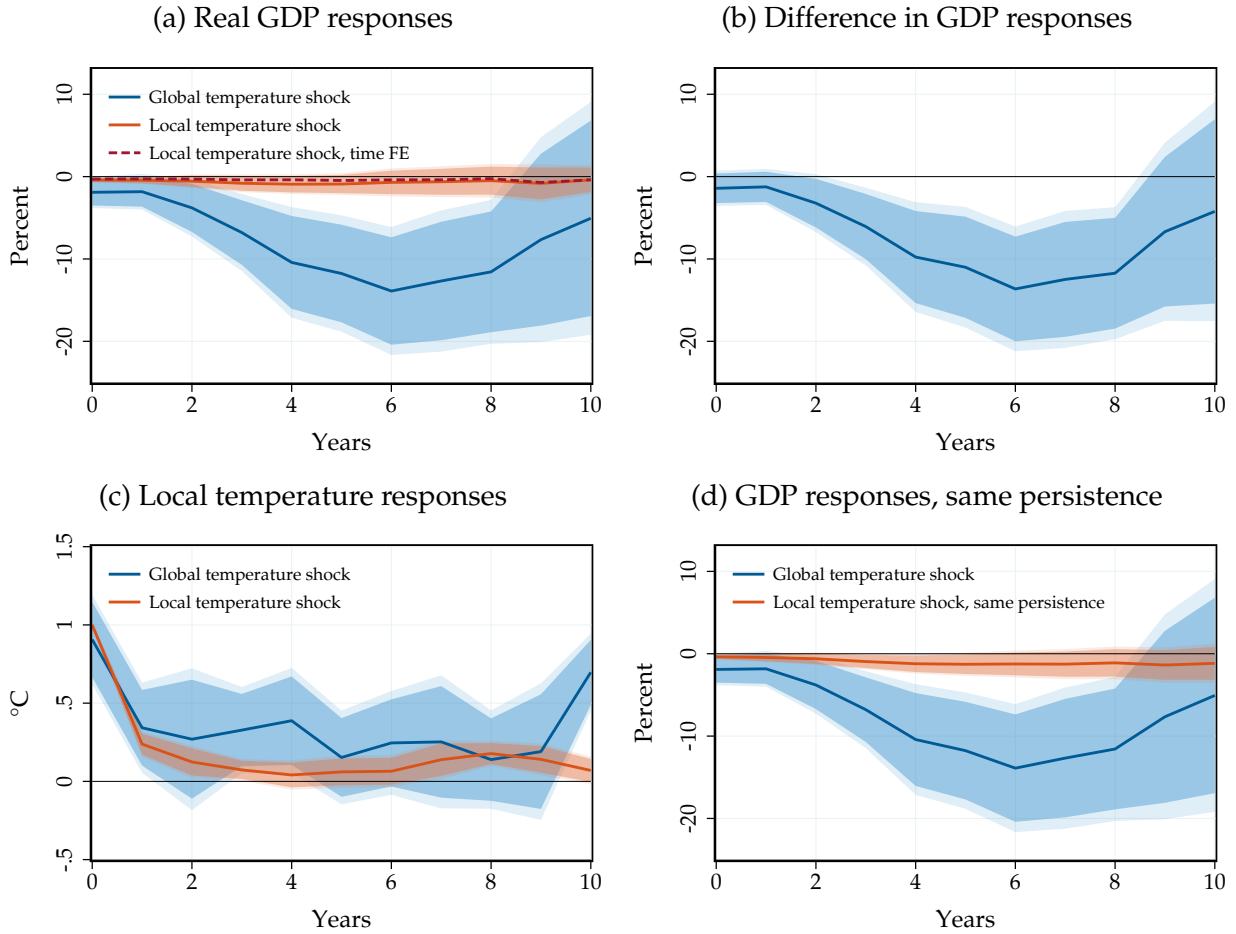 (a) Real GDP responses
Percent
10
0
-10
-20
Global temperature shock
Local temperature shock
Local temperature shock, time FE
0 2 4 6 8 10
Years
(b) Difference in GDP responses
Percent
10
0
-10
-20
0 2 4 6 8 10
Years
(c) Local temperature responses
°C
1.5
1
.5
0
-.5
Global temperature shock
Local temperature shock
0 2 4 6 8 10
Years
(d) GDP responses, same persistence
Percent
10
0
-10
-20
Global temperature shock
Local temperature shock, same persistence
0 2 4 6 8 10
Years